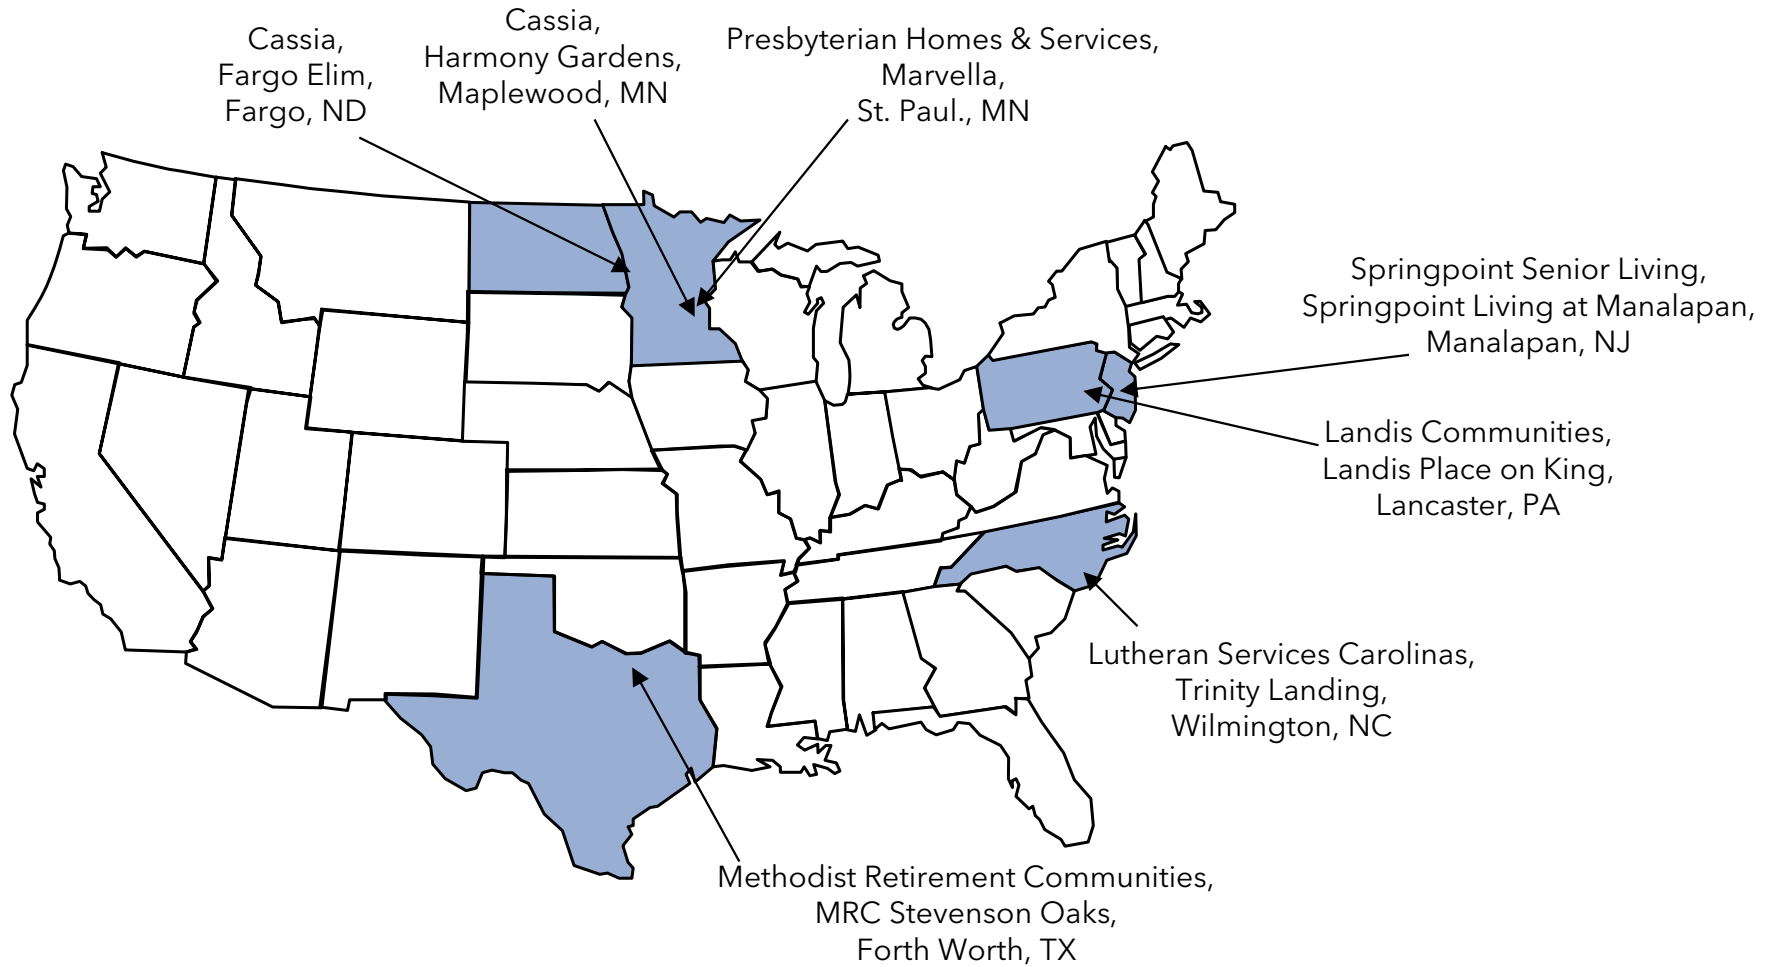 Cassia,
Fargo Elim,
Fargo, ND
Cassia,
Harmony Gardens,
Maplewood, MN
Presbyterian Homes & Services,
Marvella,
St. Paul., MN
Springpoint Senior Living,
Springpoint Living at Manalapan,
Manalapan, NJ
Landis Communities,
Landis Place on King,
Lancaster, PA
Lutheran Services Carolinas,
Trinity Landing,
Wilmington, NC
Methodist Retirement Communities,
MRC Stevenson Oaks,
Forth Worth, TX